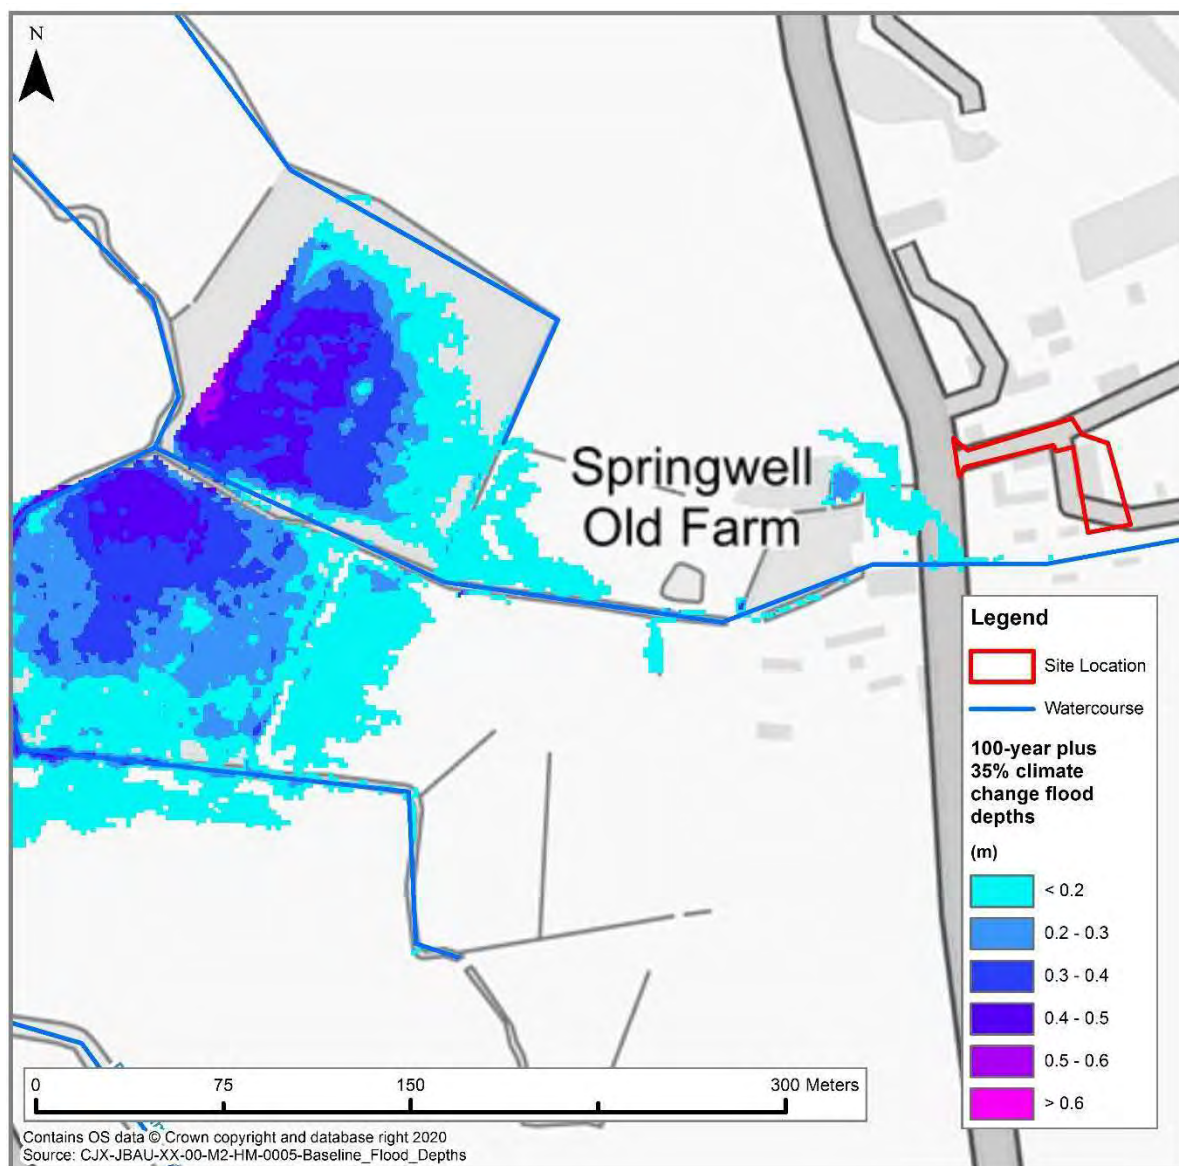 N
Springwell
Old Farm
Legend
Site Location
Watercourse
100-year plus
35% climate
change flood
depths
(m)
< 0.2
0.2 - 0.3
0.3 - 0.4
0.4 - 0.5
0.5 - 0.6
> 0.6
0 75 150 300 Meters
Contains OS data © Crown copyright and database right 2020
Source: CJX-JBAU-XX-00-M2-HM-0005-Baseline_Flood_Depths